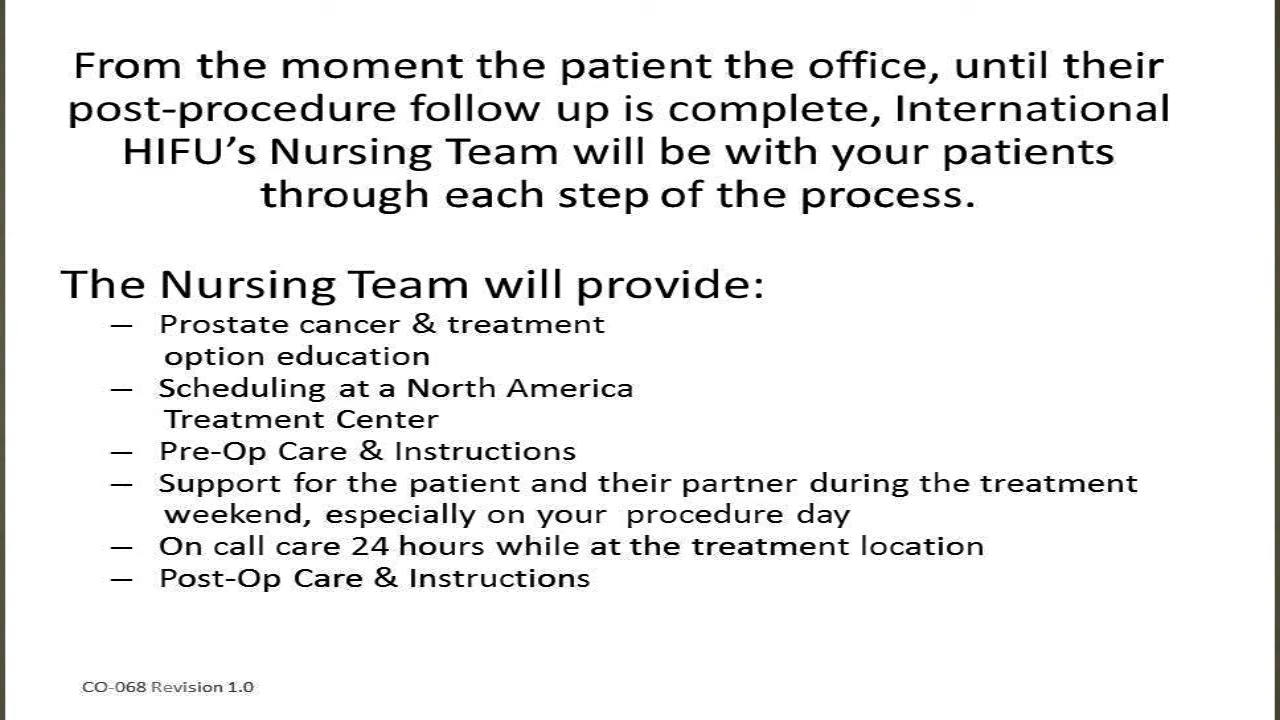 From the moment the patient the office, until their
post-procedure follow up is complete, International
HIFU’s Nursing Team will be with your patients
through each step of the process.
The Nursing Team will provide:
— Prostate cancer & treatment
option education
— Scheduling at a North America
Treatment Center
— Pre-Op Care & Instructions
— Support for the patient and their partner during the treatment
weekend, especially on your procedure day
— On call care 24 hours while at the treatment location
— Post-Op Care & Instructions
CO-068 Revision 1.0